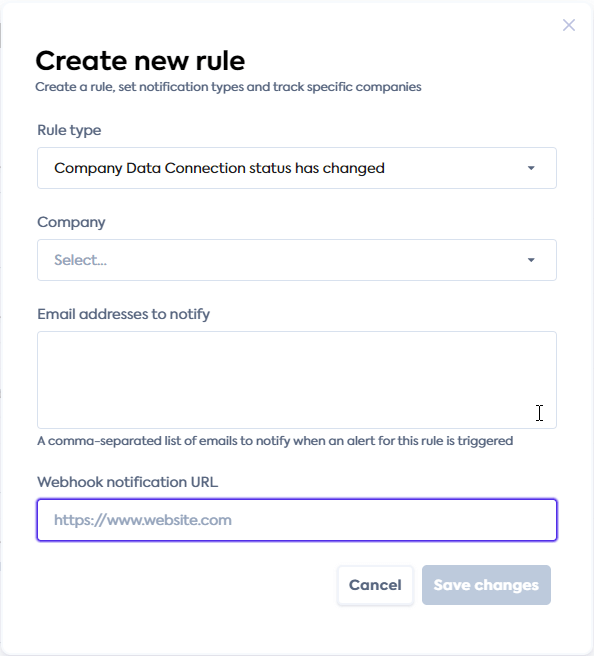 Create new rule
Create a rule, set notification types and track specific companies
Rule type
Company Data Connection status has changed
Company
Select...
Email addresses to notify
A comma-separated list of emails to notify when an alert for this rule is triggered
Webhook notification URL
https://www.website.com
Cancel
Save changes